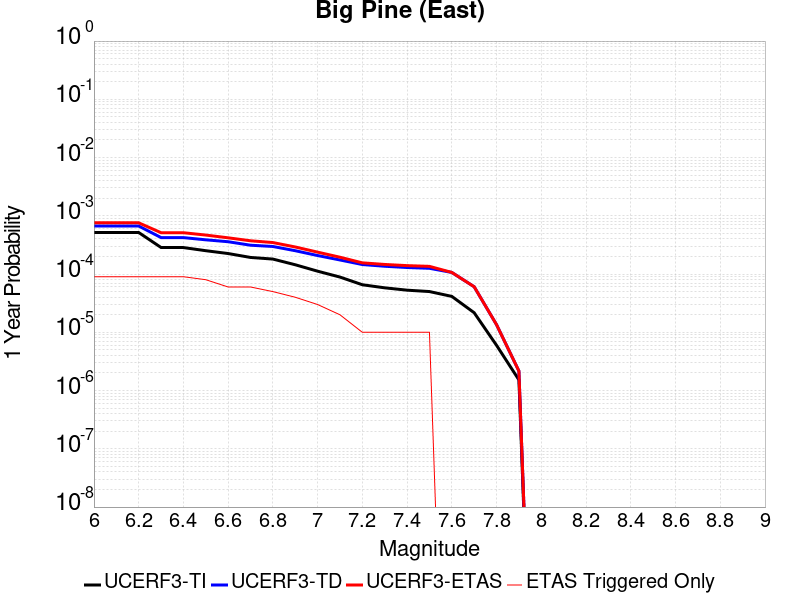 Big Pine (East)
10^0
10^-1
10^-2
10^-3
10^-4
10^-5
10^-6
10^-7
10^-8
1 Year Probability
6 6.2 6.4 6.6 6.8 7 7.2 7.4 7.6 7.8 8 8.2 8.4 8.6 8.8 9
Magnitude
UCERF3-TI UCERF3-TD UCERF3-ETAS ETAS Triggered Only